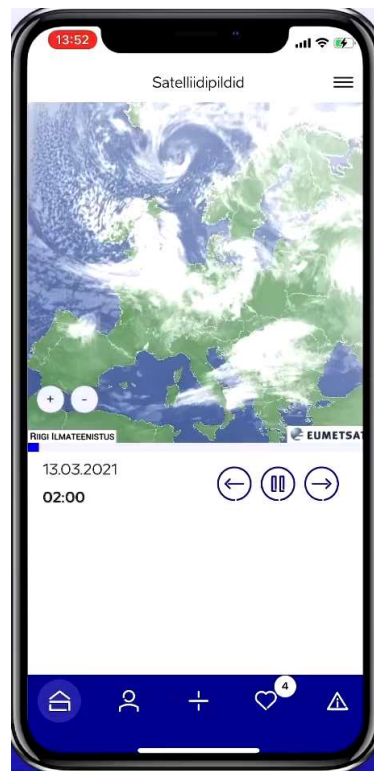 13:52
Satelliidipildid
+ -
RIIGI ILMATEENISTUS
EUMETSAT
13.03.2021
02:00
4